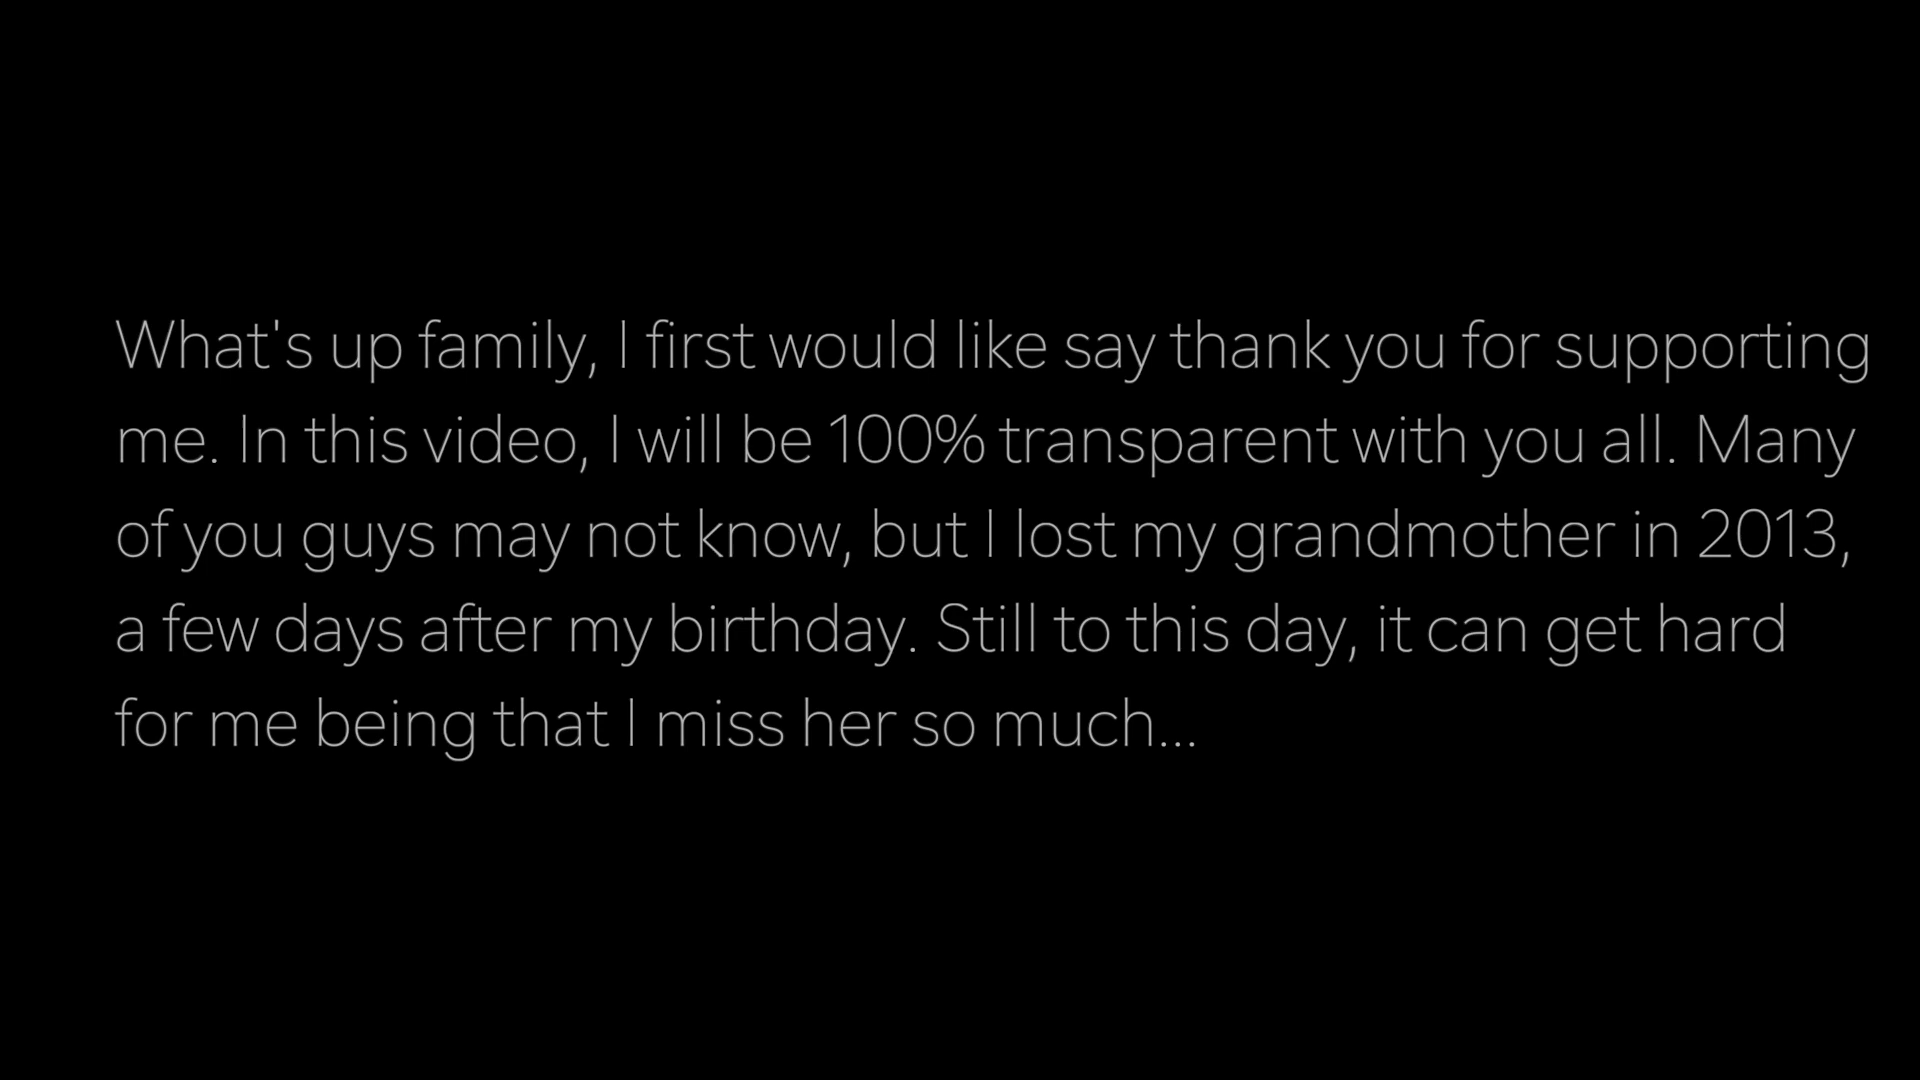 What's up family, I first would like say thank you for supporting
me. In this video, I will be 100% transparent with you all. Many
of you guys may not know, but I lost my grandmother in 2013,
a few days after my birthday. Still to this day, it can get hard
for me being that I miss her so much...